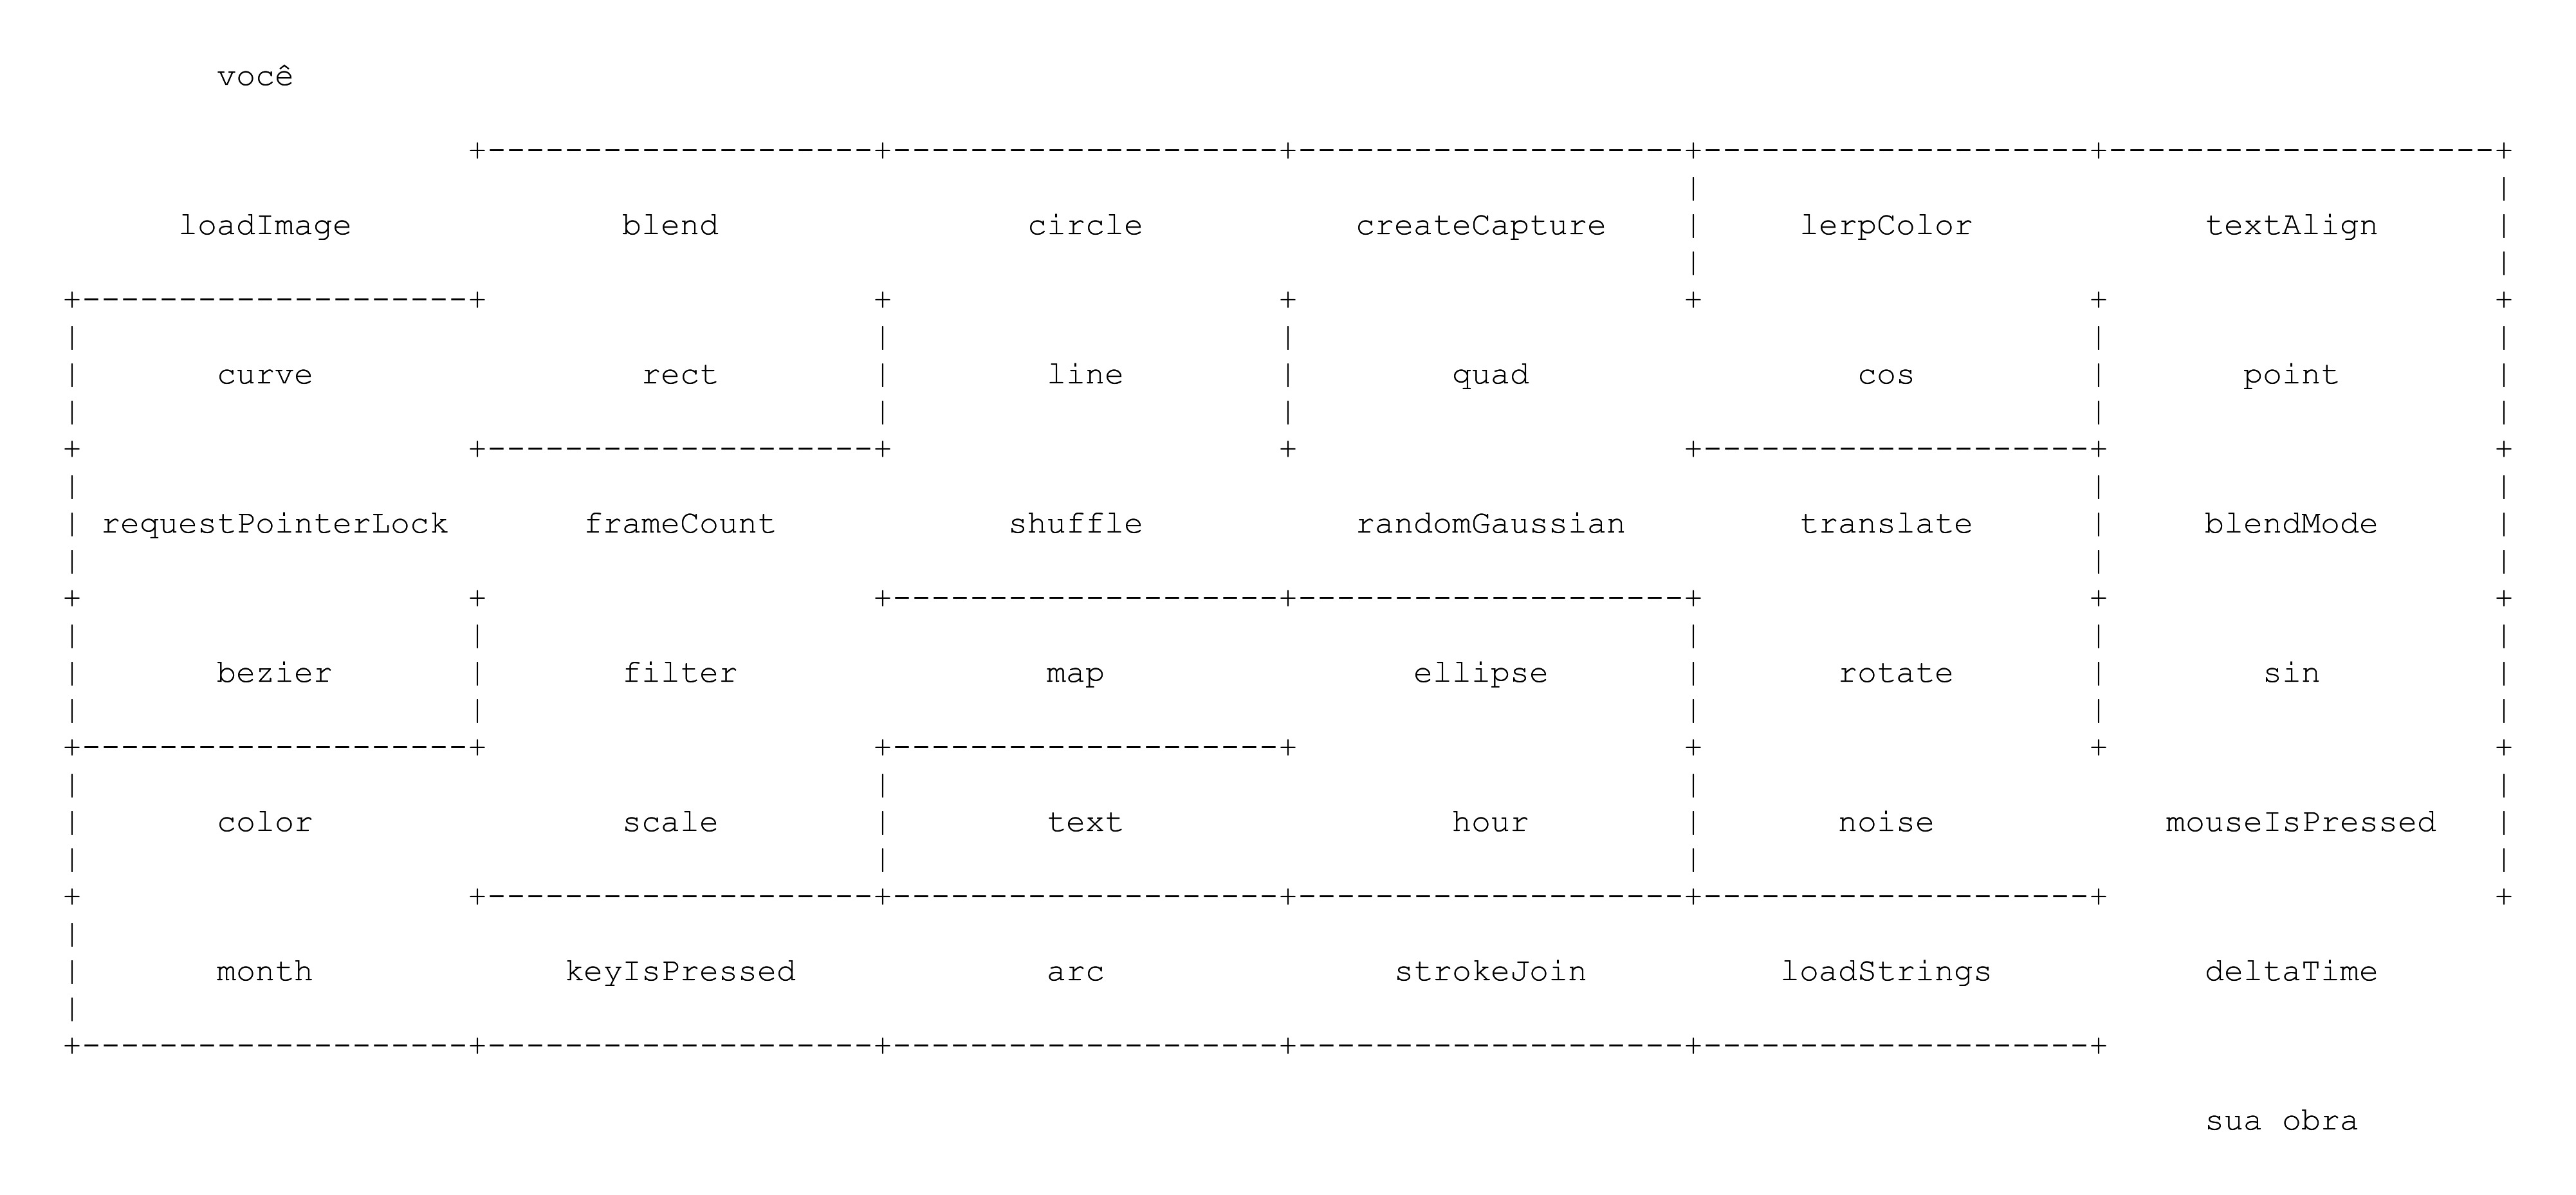 você
loadImage blend circle createCapture lerpColor textAlign
curve rect line quad cos point
requestPointerLock frameCount shuffle randomGaussian translate blendMode
bezier filter map ellipse rotate sin
color scale text hour noise mouseIsPressed
month keyIsPressed arc strokeJoin loadStrings deltaTime
sua obra